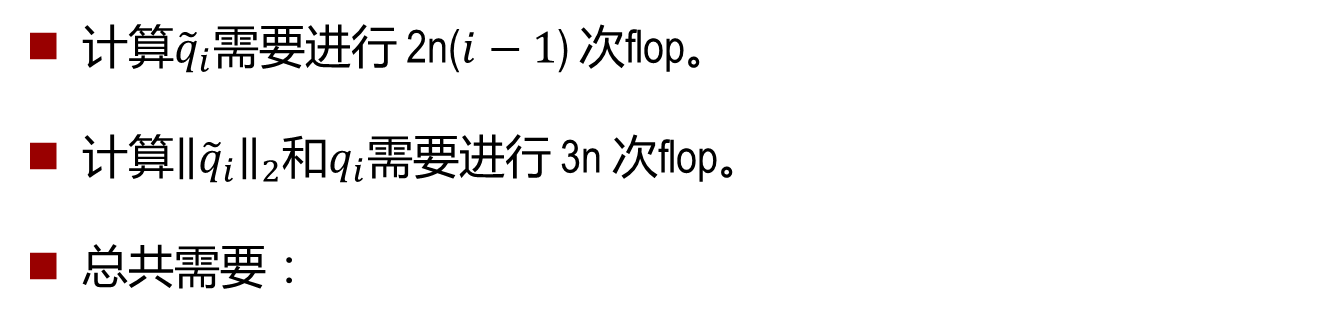 计算q̃ᵢ需要进行 2n(i − 1) 次flop。
计算‖q̃ᵢ‖₂和qᵢ需要进行 3n 次flop。
总共需要：